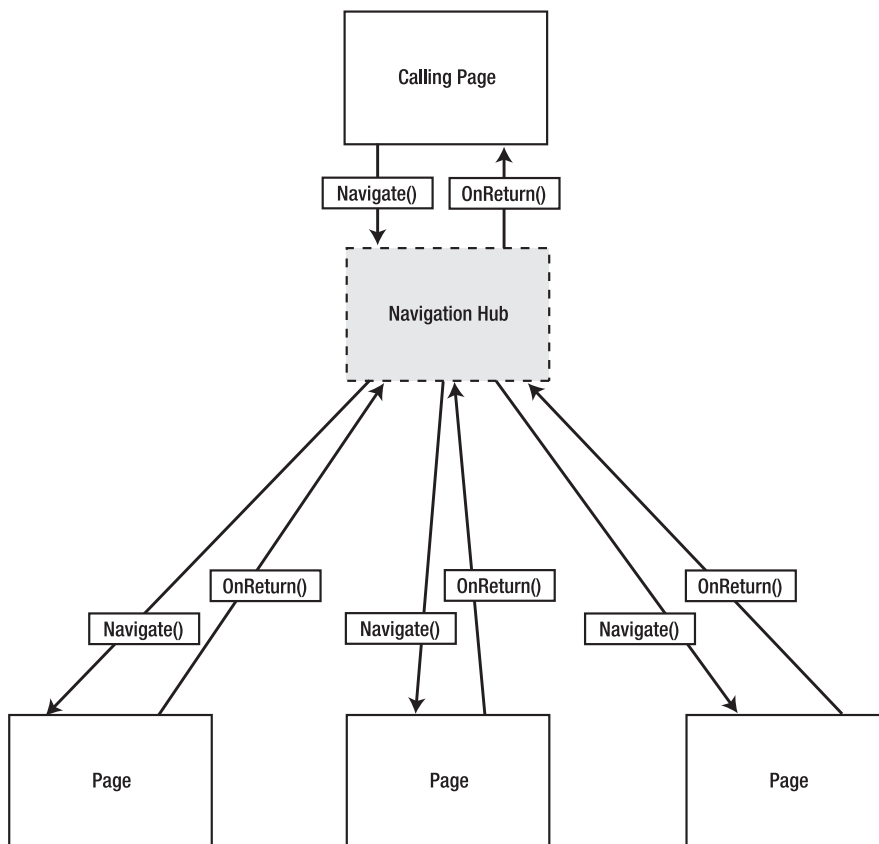 Calling Page
Navigate()
OnReturn()
Navigation Hub
OnReturn()
OnReturn()
OnReturn()
Navigate()
Navigate()
Navigate()
Page
Page
Page